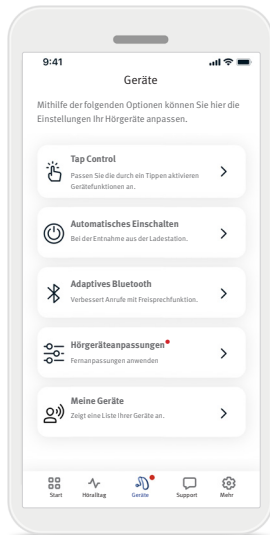 9:41
Geräte
Mithilfe der folgenden Optionen können Sie hier die
Einstellungen Ihr Hörgeräte anpassen.
Tap Control
Passen Sie die durch ein Tippen aktivieren
Gerätefunktionen an.
Automatisches Einschalten
Bei der Entnahme aus der Ladestation.
Adaptives Bluetooth
Verbessert Anrufe mit Freisprechfunktion.
Hörgeräteanpassungen
Fernanpassungen anwenden
Meine Geräte
Zeigt eine Liste Ihrer Geräte an.
Start Höralltag Geräte Support Mehr